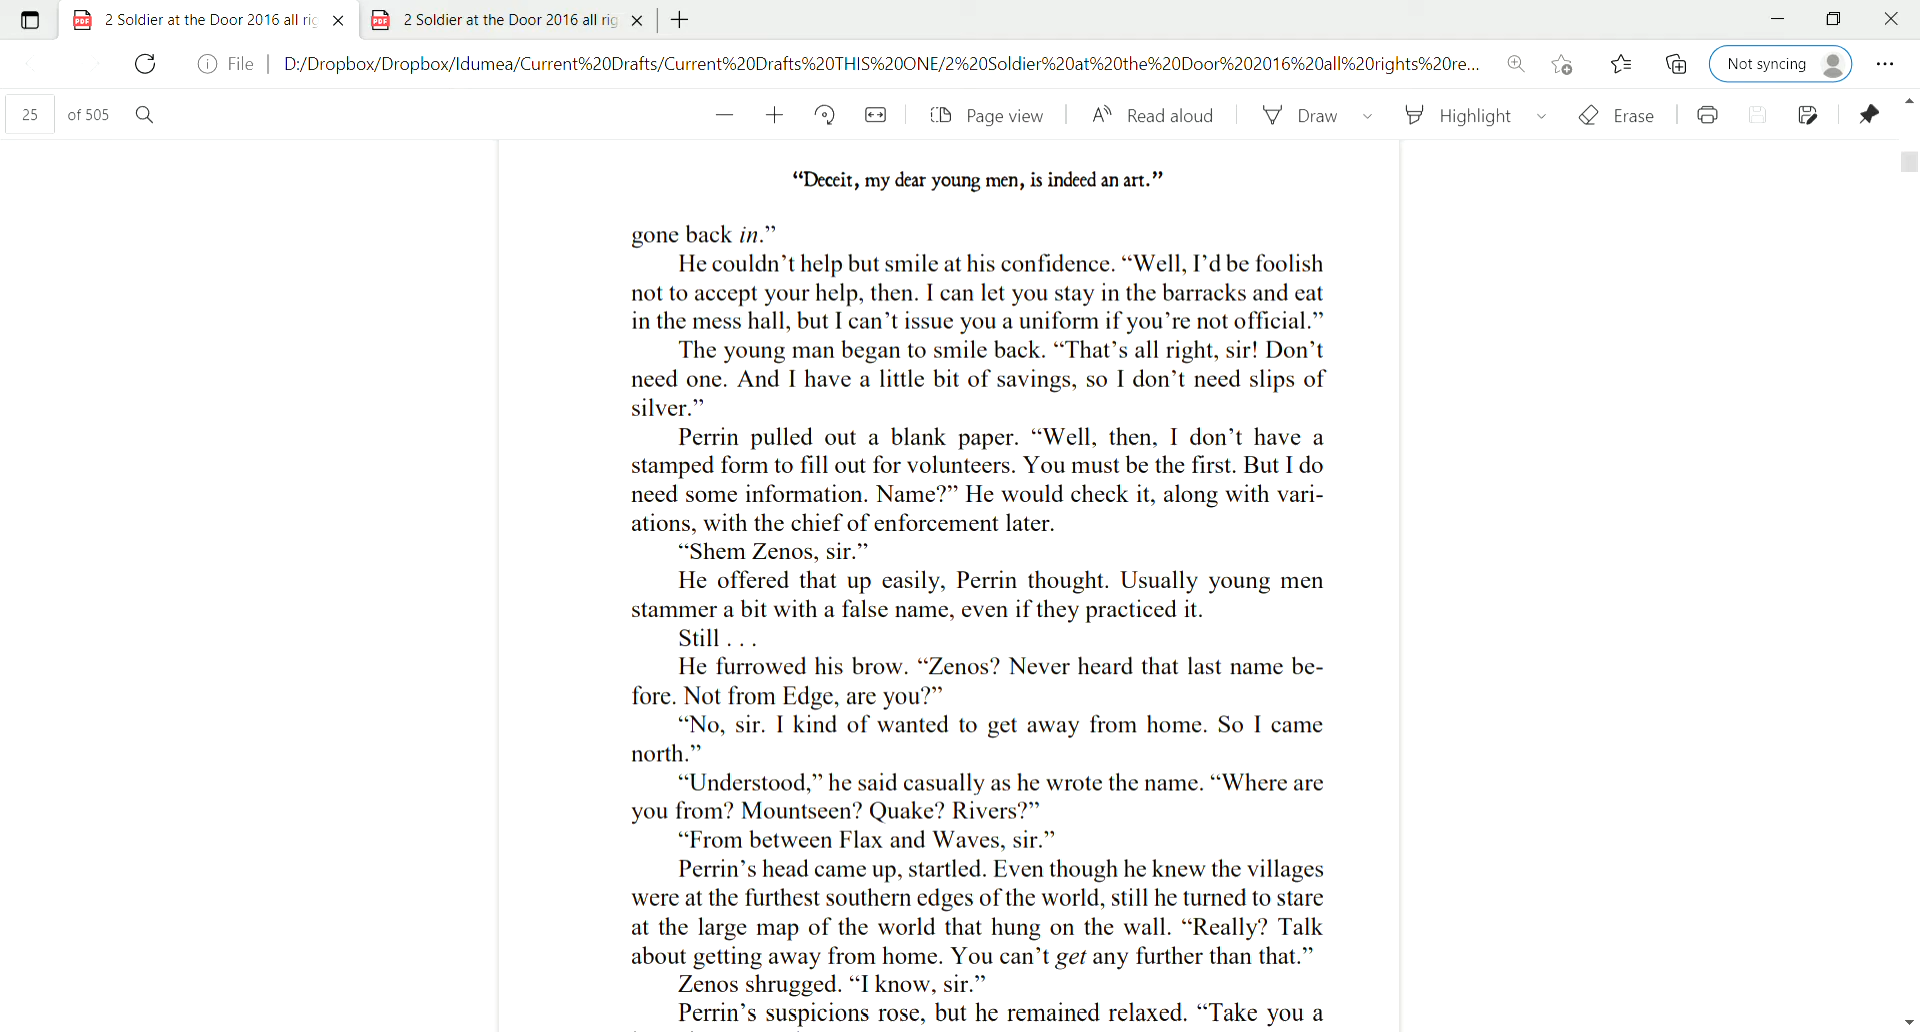 2 Soldier at the Door 2016 all rig
2 Soldier at the Door 2016 all rig
File
D:/Dropbox/Dropbox/Idumea/Current%20Drafts/Current%20Drafts%20THIS%20ONE/2%20Soldier%20at%20the%20Door%202016%20all%20rights%20re...
Not syncing
25 of 505
Page view
Read aloud
Draw
Highlight
Erase
“Deceit, my dear young men, is indeed an art.”
gone back in.”
He couldn’t help but smile at his confidence. “Well, I’d be foolish
not to accept your help, then. I can let you stay in the barracks and eat
in the mess hall, but I can’t issue you a uniform if you’re not official.”
The young man began to smile back. “That’s all right, sir! Don’t
need one. And I have a little bit of savings, so I don’t need slips of
silver.”
Perrin pulled out a blank paper. “Well, then, I don’t have a
stamped form to fill out for volunteers. You must be the first. But I do
need some information. Name?” He would check it, along with vari-
ations, with the chief of enforcement later.
“Shem Zenos, sir.”
He offered that up easily, Perrin thought. Usually young men
stammer a bit with a false name, even if they practiced it.
Still . . .
He furrowed his brow. “Zenos? Never heard that last name be-
fore. Not from Edge, are you?”
“No, sir. I kind of wanted to get away from home. So I came
north.”
“Understood,” he said casually as he wrote the name. “Where are
you from? Mountseen? Quake? Rivers?”
“From between Flax and Waves, sir.”
Perrin’s head came up, startled. Even though he knew the villages
were at the furthest southern edges of the world, still he turned to stare
at the large map of the world that hung on the wall. “Really? Talk
about getting away from home. You can’t get any further than that.”
Zenos shrugged. “I know, sir.”
Perrin’s suspicions rose, but he remained relaxed. “Take you a